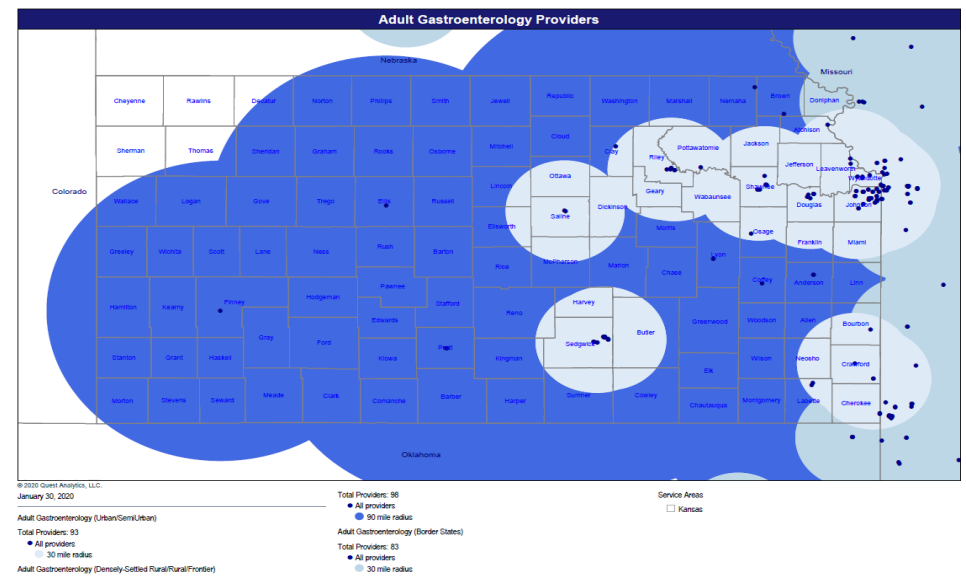 Adult Gastroenterology Providers
Nebraska
Missouri
Cheyenne Rawlins Decatur Norton Phillips Smith Jewell Republic Washington Marshall Nemaha Brown Doniphan
Cloud Atchison
Sherman Thomas Sheridan Graham Rooks Osborne Mitchell Clay Riley Pottawatomie Jackson Jefferson Leavenworth
Ottawa Wyandotte
Colorado Wallace Logan Gove Trego Ellis Russell Lincoln Geary Wabaunsee Shawnee Douglas Johnson
Saline Dickinson
Ellsworth Morris Osage
Greeley Wichita Scott Lane Ness Rush Barton Franklin Miami
Rice McPherson Marion Chase Lyon
Pawnee Coffey Anderson Linn
Hamilton Kearny Finney Hodgeman Stafford Harvey
Edwards Reno Butler Greenwood Woodson Allen Bourbon
Gray Ford Sedgwick
Stanton Grant Haskell Kiowa Pratt Kingman Elk Wilson Neosho Crawford
Morton Stevens Seward Meade Clark Comanche Barber Harper Sumner Cowley Chautauqua Montgomery Labette Cherokee
Oklahoma
© 2020 Quest Analytics, LLC.
January 30, 2020
Adult Gastroenterology (Urban/SemiUrban)
Total Providers: 93
All providers
30 mile radius
Adult Gastroenterology (Densely-Settled Rural/Rural/Frontier)
Total Providers: 98
All providers
90 mile radius
Adult Gastroenterology (Border States)
Total Providers: 83
All providers
30 mile radius
Service Areas
Kansas